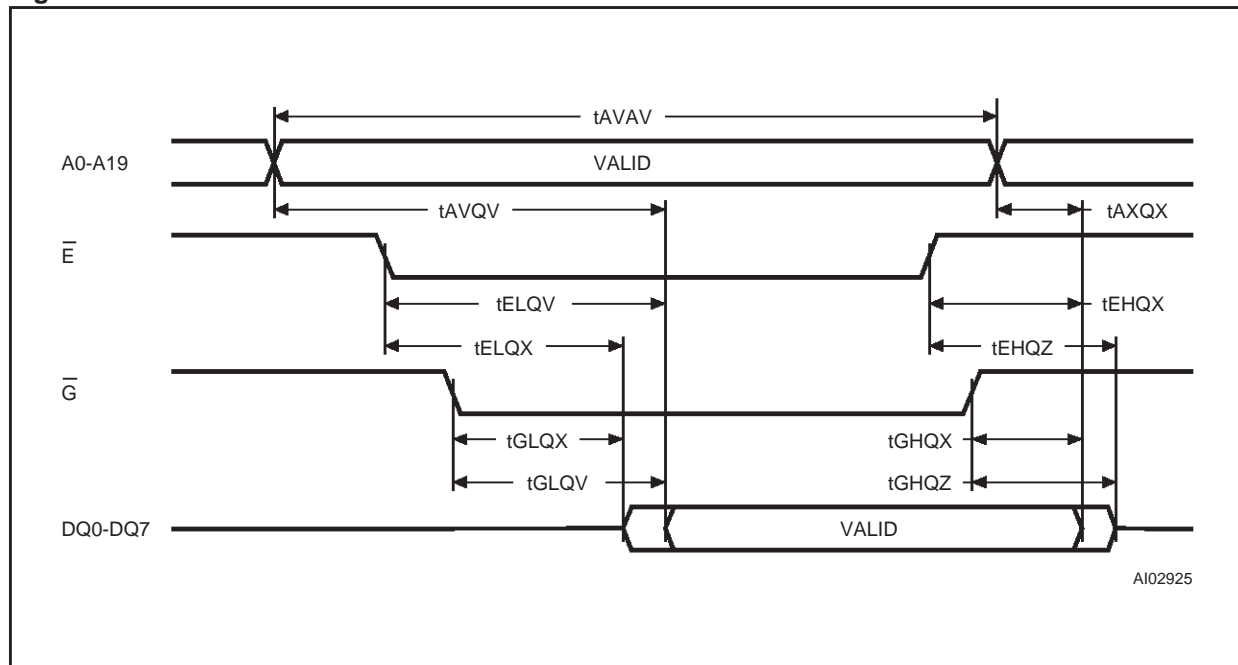 tAVAV
A0-A19
VALID
tAVQV
tAXQX
E̅
tELQV
tEHQX
tELQX
tEHQZ
G̅
tGLQX
tGHQX
tGLQV
tGHQZ
DQ0-DQ7
VALID
AI02925